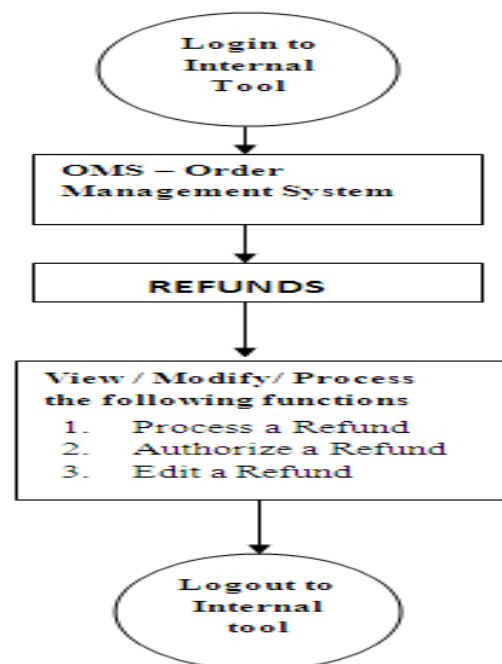 Login to
Internal
Tool
OMS – Order
Management System
REFUNDS
View / Modify/ Process
the following functions
1. Process a Refund
2. Authorize a Refund
3. Edit a Refund
Logout to
Internal
tool